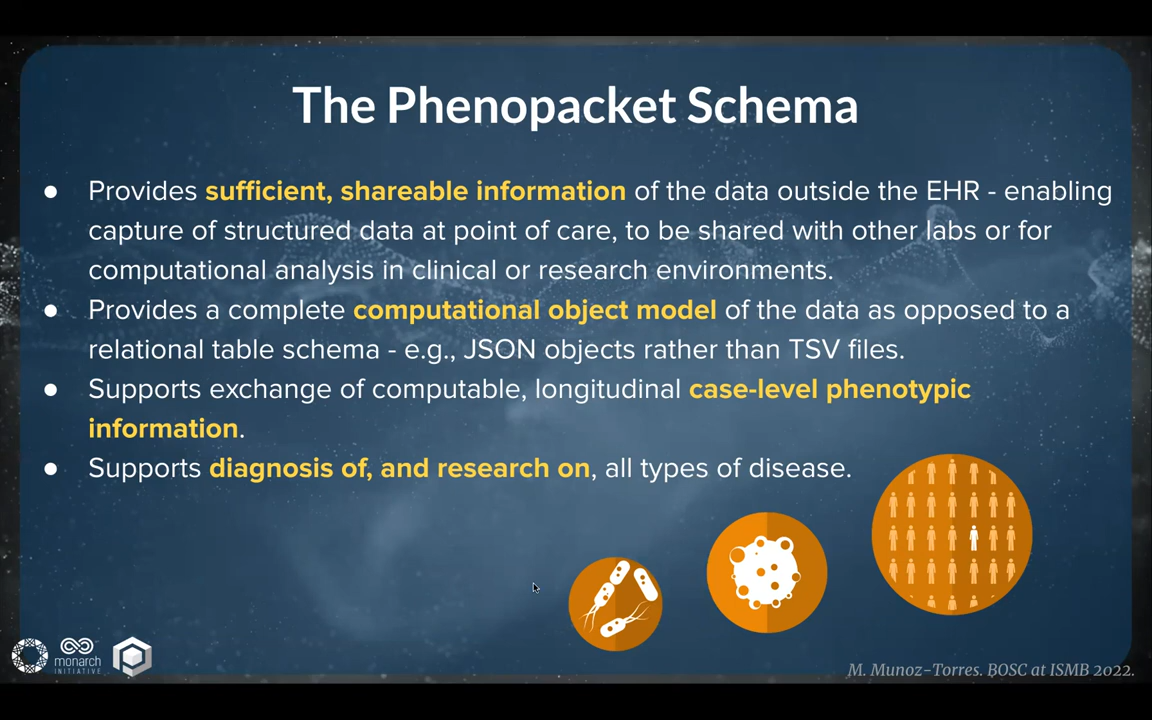 The Phenopacket Schema
● Provides sufficient, shareable information of the data outside the EHR - enabling
capture of structured data at point of care, to be shared with other labs or for
computational analysis in clinical or research environments.
● Provides a complete computational object model of the data as opposed to a
relational table schema - e.g., JSON objects rather than TSV files.
● Supports exchange of computable, longitudinal case-level phenotypic
information.
● Supports diagnosis of, and research on, all types of disease.
monarch
INITIATIVE
M. Munoz-Torres. BOSC at ISMB 2022.